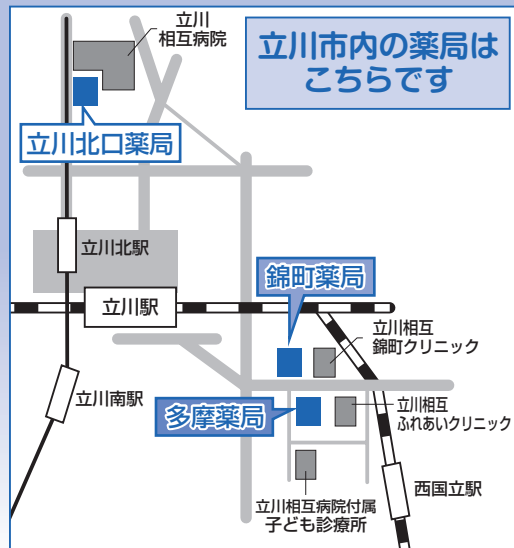 立川
相互病院
立川市内の薬局は
こちらです
立川北口薬局
立川北駅
錦町薬局
立川駅
立川相互
錦町クリニック
立川南駅
多摩薬局
立川相互
ふれあいクリニック
西国立駅
立川相互病院付属
子ども診療所